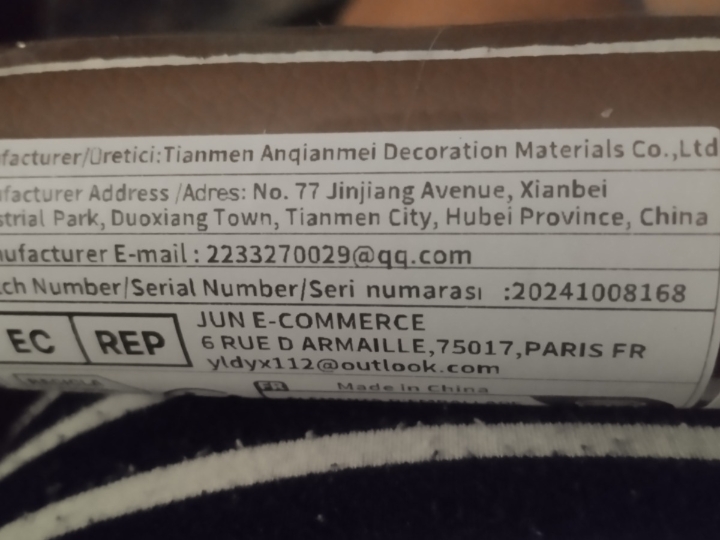 facturer/Üretici:Tianmen Anqianmei Decoration Materials Co.,Ltd
facturer Address /Adres: No. 77 Jinjiang Avenue, Xianbei
strial Park, Duoxiang Town, Tianmen City, Hubei Province, China
nufacturer E-mail : 2233270029@qq.com
ch Number/Serial Number/Seri numarası :20241008168
EC REP
JUN E-COMMERCE
6 RUE D ARMAILLE,75017,PARIS FR
yldyx112@outlook.com
FR Made in China